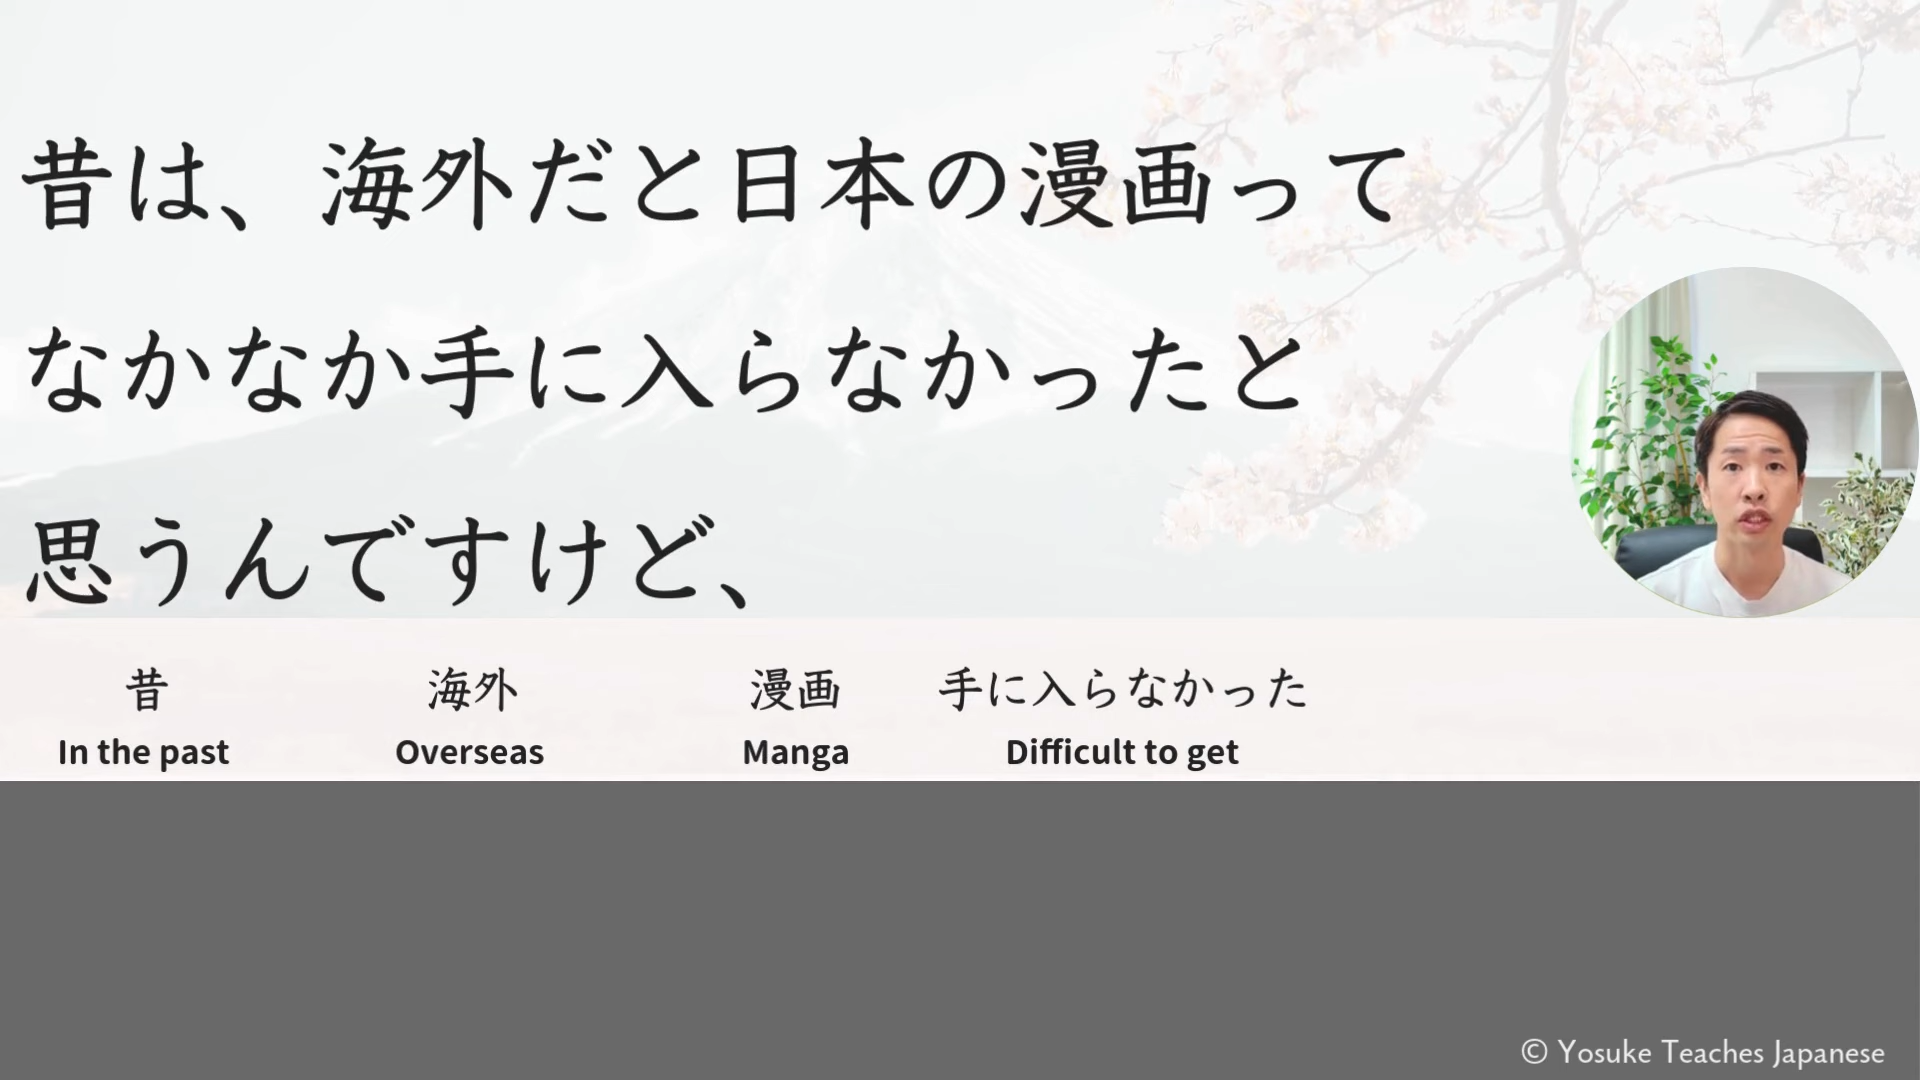 昔は、海外だと日本の漫画って
なかなか手に入らなかったと
思うんですけど、
昔 海外 漫画 手に入らなかった
In the past Overseas Manga Difficult to get
© Yosuke Teaches Japanese